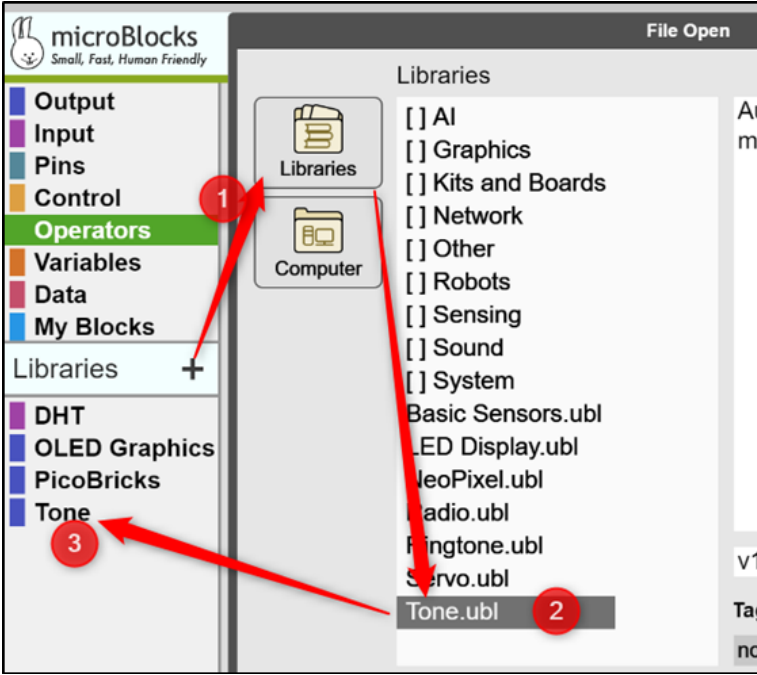 microBlocks
Small, Fast, Human Friendly
File Open
Output
Input
Pins
Control
Operators
Variables
Data
My Blocks
Libraries +
DHT
OLED Graphics
PicoBricks
Tone
3
1
Libraries
Computer
Libraries
[ ] AI
[ ] Graphics
[ ] Kits and Boards
[ ] Network
[ ] Other
[ ] Robots
[ ] Sensing
[ ] Sound
[ ] System
Basic Sensors.ubl
LED Display.ubl
NeoPixel.ubl
Radio.ubl
Ringtone.ubl
Servo.ubl
Tone.ubl 2